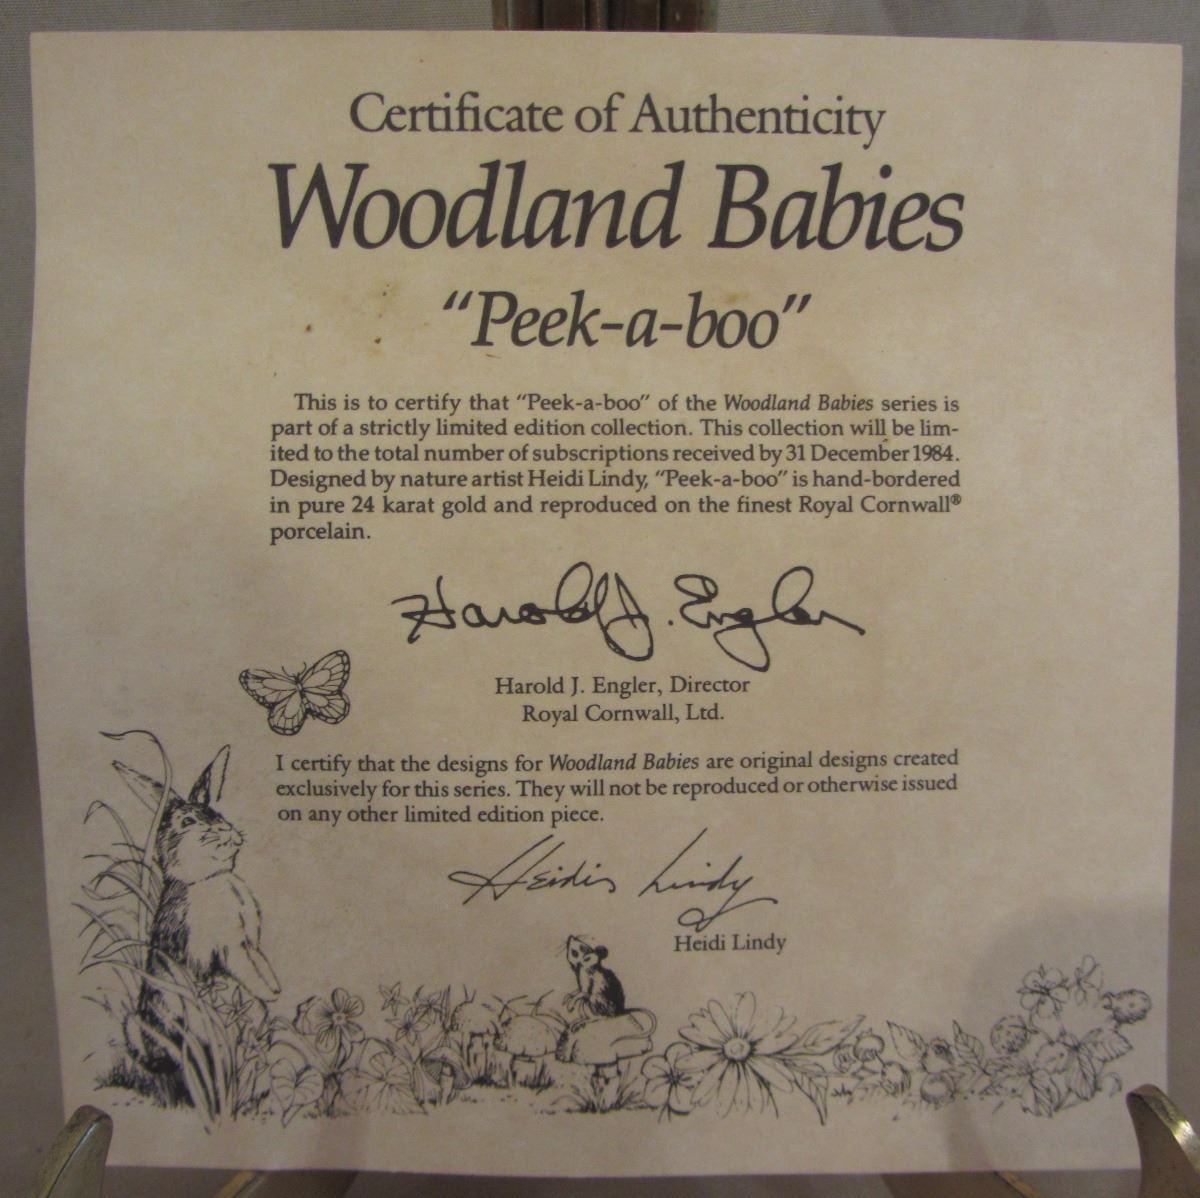 Certificate of Authenticity
Woodland Babies
“Peek-a-boo”
This is to certify that “Peek-a-boo” of the Woodland Babies series is
part of a strictly limited edition collection. This collection will be lim-
ited to the total number of subscriptions received by 31 December 1984.
Designed by nature artist Heidi Lindy, “Peek-a-boo” is hand-bordered
in pure 24 karat gold and reproduced on the finest Royal Cornwall®
porcelain.
Harold J. Engler
Harold J. Engler, Director
Royal Cornwall, Ltd.
I certify that the designs for Woodland Babies are original designs created
exclusively for this series. They will not be reproduced or otherwise issued
on any other limited edition piece.
Heidi Lindy
Heidi Lindy